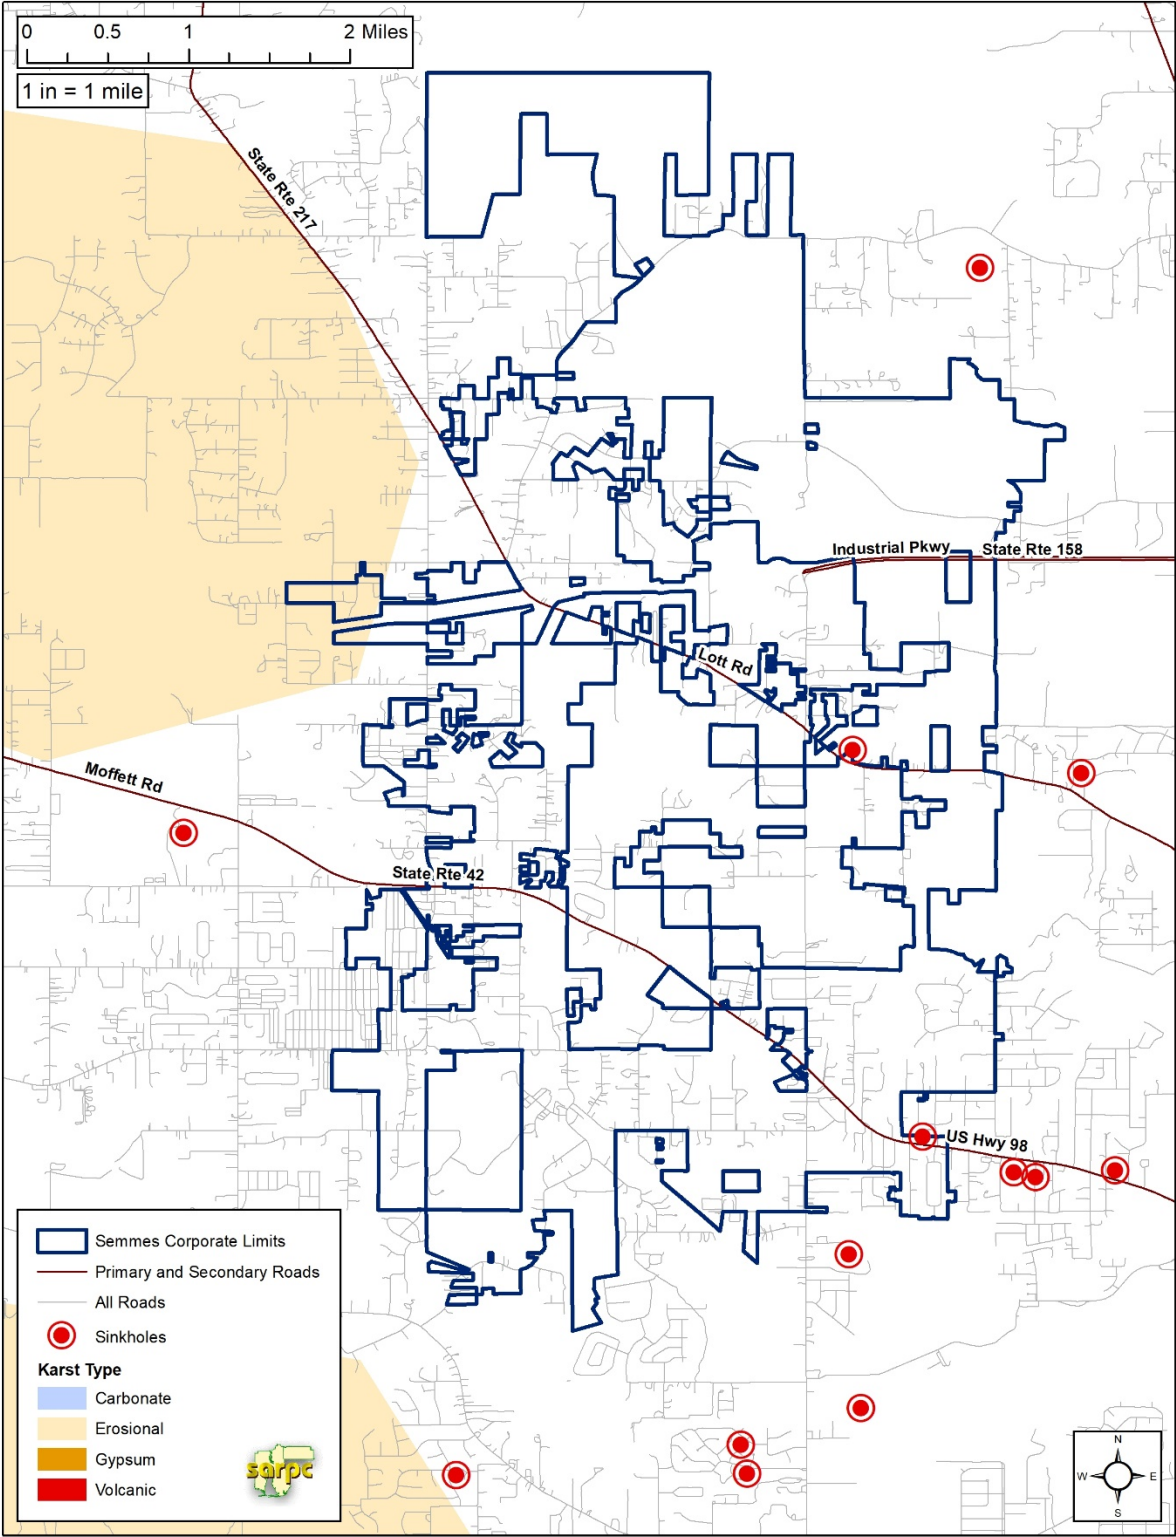 0 0.5 1 2 Miles
1 in = 1 mile
State Rte 217
Industrial Pkwy
State Rte 158
Lott Rd
Moffett Rd
State Rte 42
US Hwy 98
Semmes Corporate Limits
Primary and Secondary Roads
All Roads
Sinkholes
Karst Type
Carbonate
Erosional
Gypsum
Volcanic
sarpc
N
W E
S